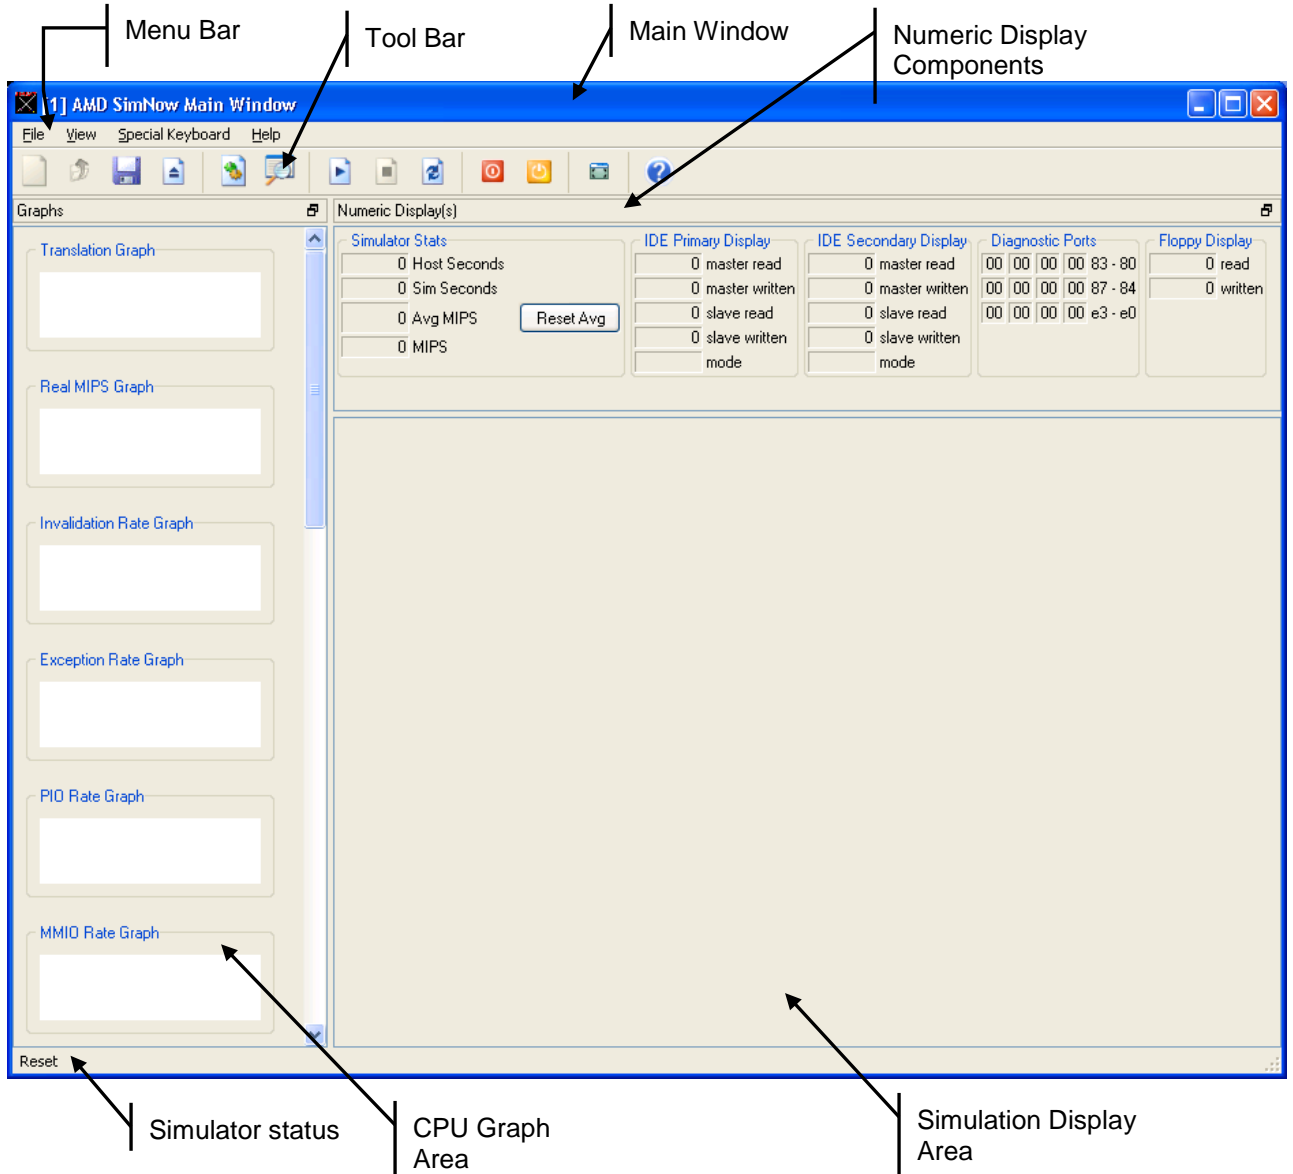 Menu Bar
Tool Bar
Main Window
Numeric Display
Components
[1] AMD SimNow Main Window
File View Special Keyboard Help
Graphs
Numeric Display(s)
Translation Graph
Real MIPS Graph
Invalidation Rate Graph
Exception Rate Graph
PIO Rate Graph
MMIO Rate Graph
Simulator Stats
0 Host Seconds
0 Sim Seconds
0 Avg MIPS
Reset Avg
0 MIPS
IDE Primary Display
0 master read
0 master written
0 slave read
0 slave written
mode
IDE Secondary Display
0 master read
0 master written
0 slave read
0 slave written
mode
Diagnostic Ports
00 00 00 00 83 - 80
00 00 00 00 87 - 84
00 00 00 00 e3 - e0
Floppy Display
0 read
0 written
Reset
Simulator status
CPU Graph
Area
Simulation Display
Area